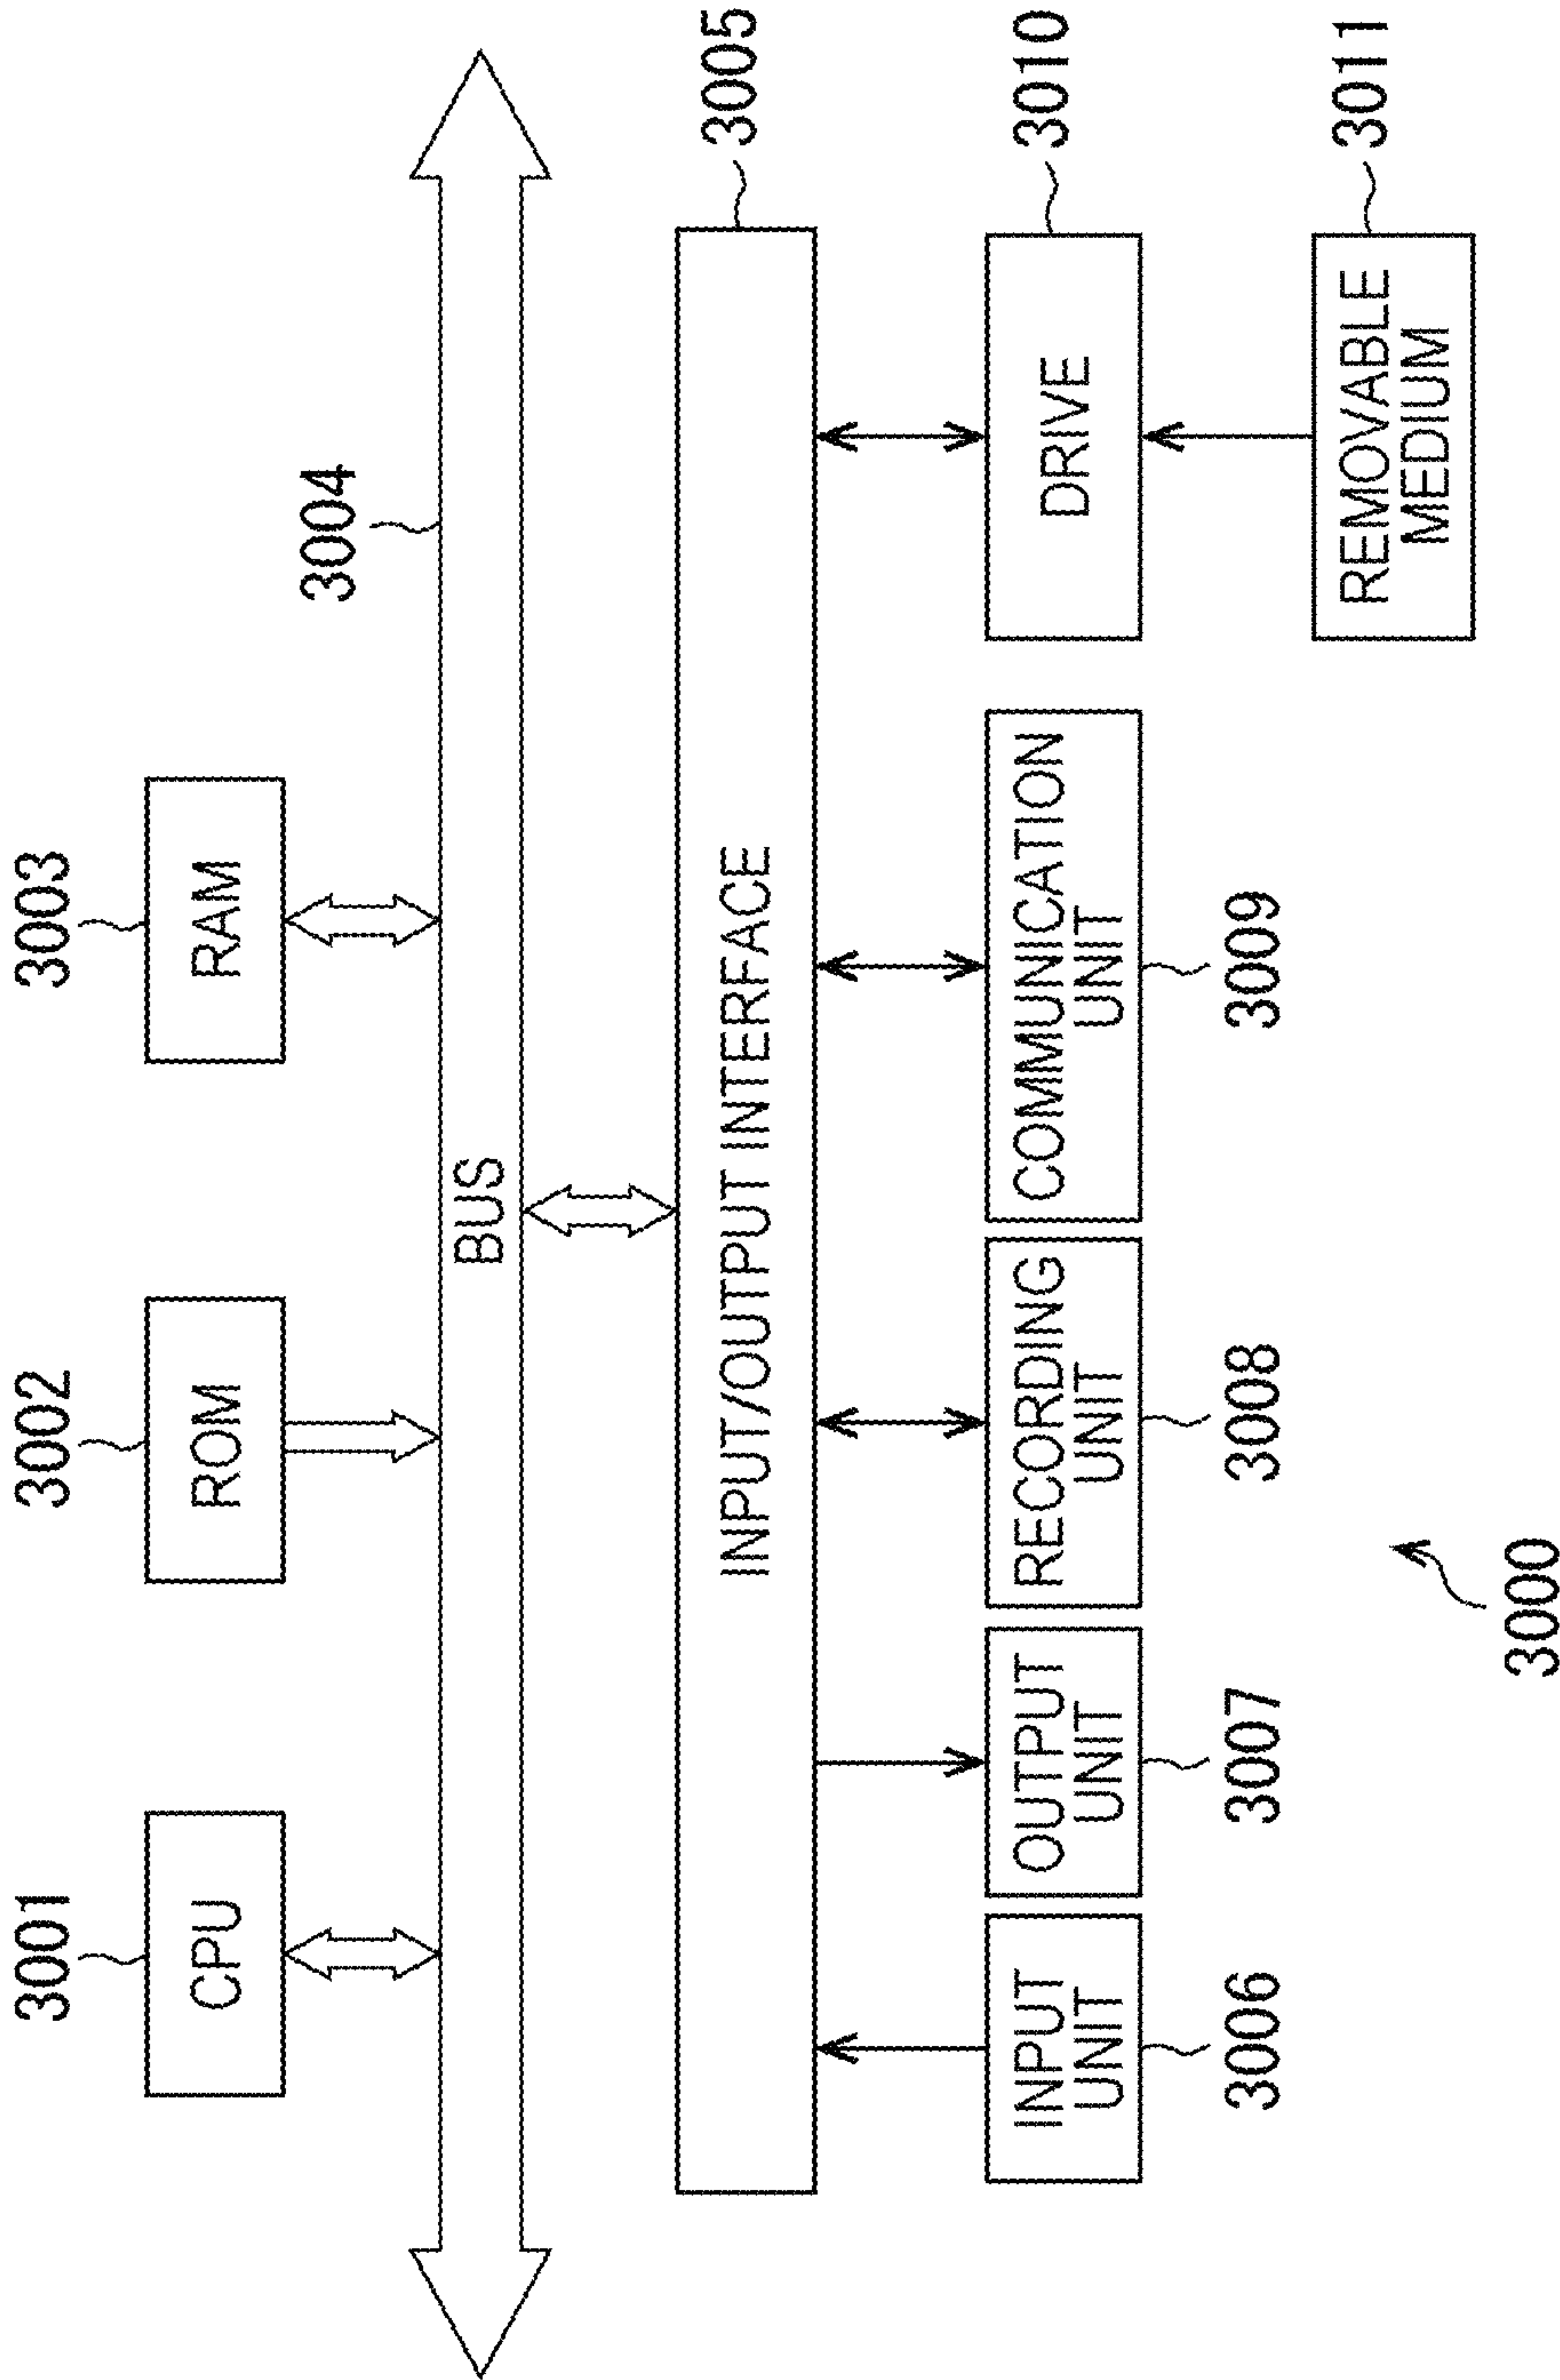 3001
3002
3003
CPU
ROM
RAM
3004
BUS
3005
INPUT/OUTPUT INTERFACE
INPUT
UNIT
OUTPUT
UNIT
RECORDING
UNIT
COMMUNICATION
UNIT
DRIVE
3010
3006
3007
3008
3009
REMOVABLE
MEDIUM
3011
3000